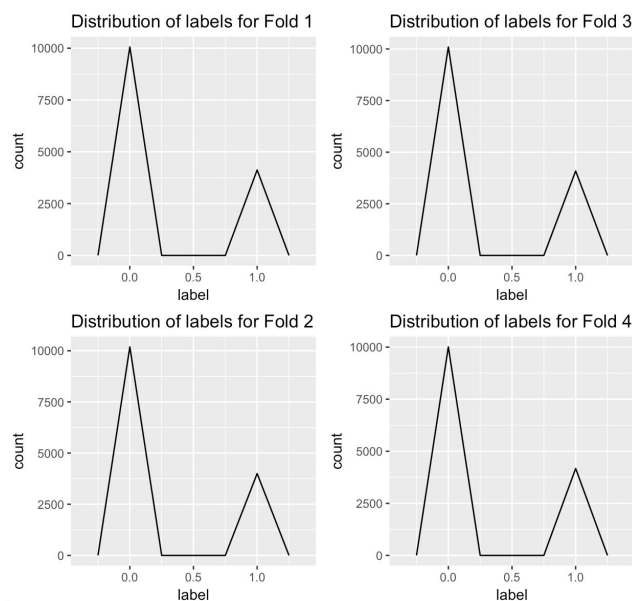 Distribution of labels for Fold 1
10000
7500
5000
2500
0
count
0.0 0.5 1.0
label
Distribution of labels for Fold 3
10000
7500
5000
2500
0
count
0.0 0.5 1.0
label
Distribution of labels for Fold 2
10000
7500
5000
2500
0
count
0.0 0.5 1.0
label
Distribution of labels for Fold 4
10000
7500
5000
2500
0
count
0.0 0.5 1.0
label